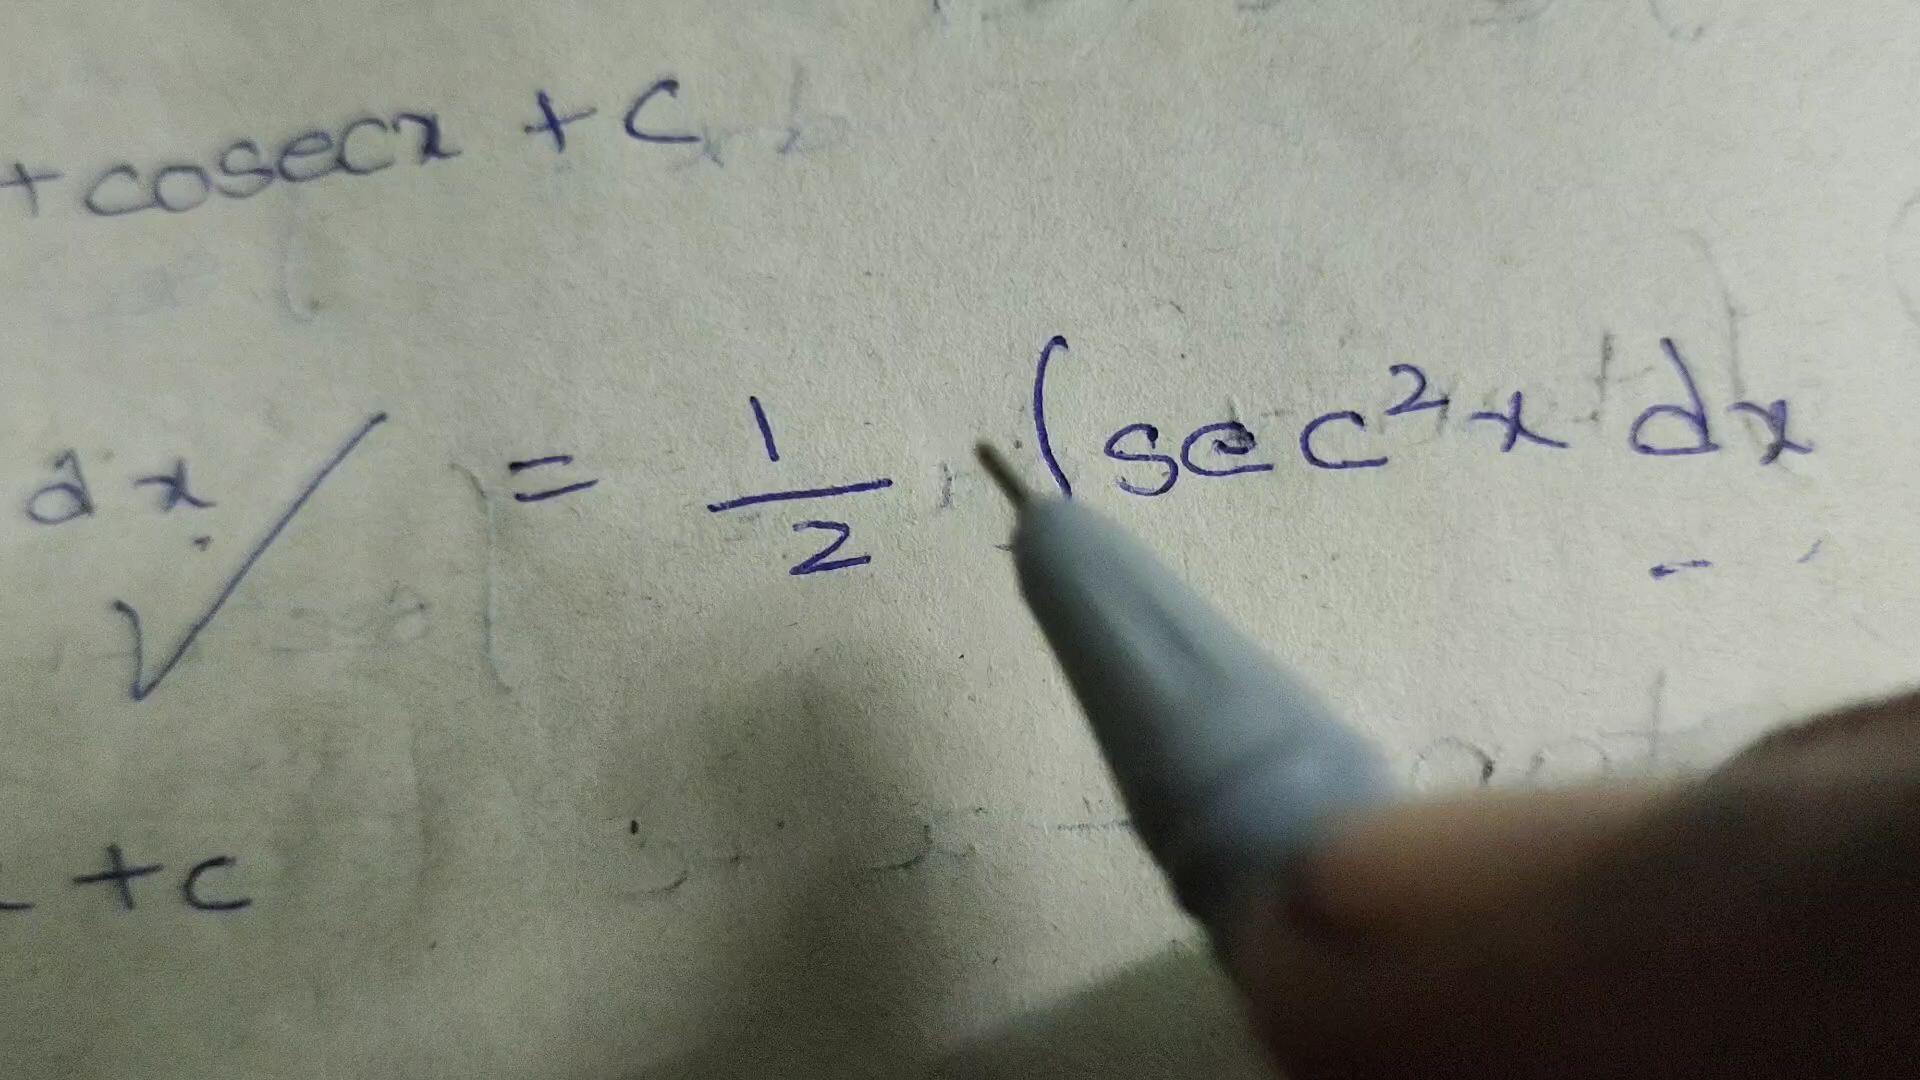 + cosecx + c
dx = 1/2 ∫ sec²x dx
+ c